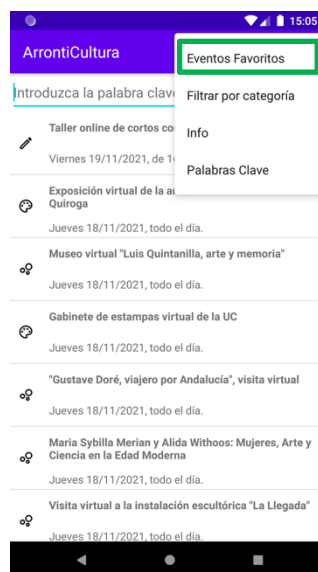 15:05
ArrontiCultura
Eventos Favoritos
Introduzca la palabra clav
Filtrar por categoría
Info
Palabras Clave
Taller online de cortos co
Viernes 19/11/2021, de 1
Exposición virtual de la a
Quiroga
Jueves 18/11/2021, todo el día.
Museo virtual "Luis Quintanilla, arte y memoria"
Jueves 18/11/2021, todo el día.
Gabinete de estampas virtual de la UC
Jueves 18/11/2021, todo el día.
"Gustave Doré, viajero por Andalucía", visita virtual
Jueves 18/11/2021, todo el día.
Maria Sybilla Merian y Alida Withoos: Mujeres, Arte y
Ciencia en la Edad Moderna
Jueves 18/11/2021, todo el día.
Visita virtual a la instalación escultórica "La Llegada"
Jueves 18/11/2021, todo el día.